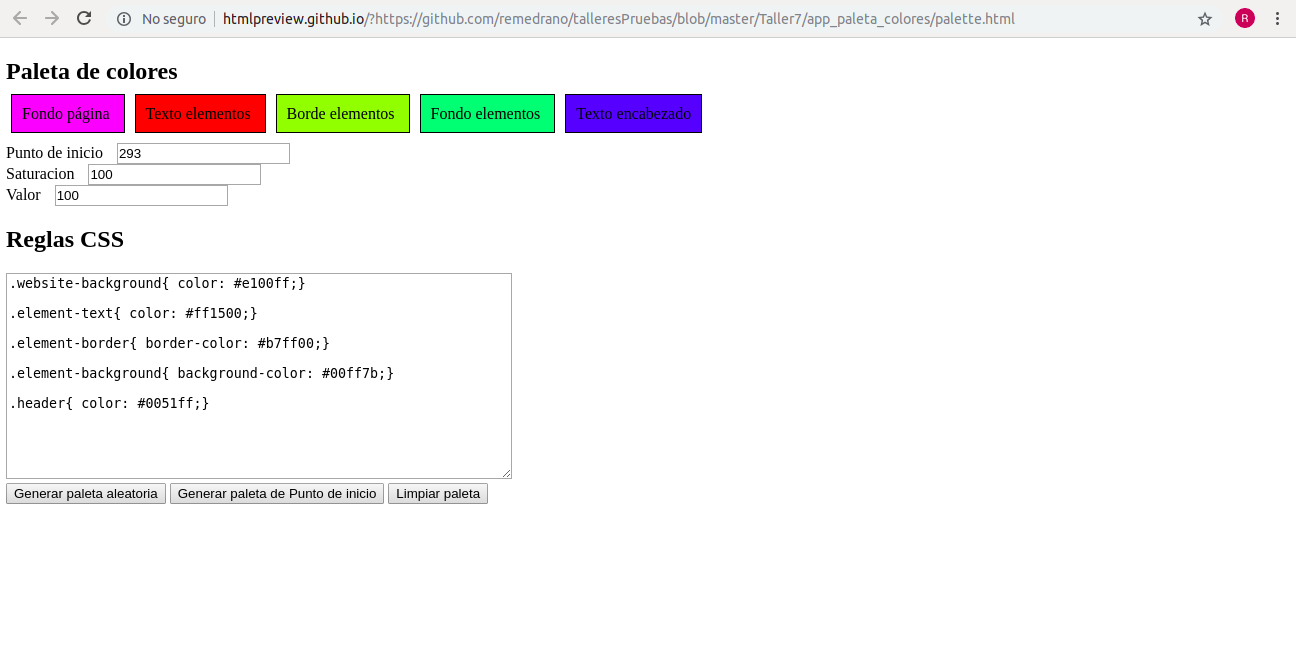 No seguro htmlpreview.github.io/?https://github.com/remedrano/talleresPruebas/blob/master/Taller7/app_paleta_colores/palette.html R
Paleta de colores
Fondo página Texto elementos Borde elementos Fondo elementos Texto encabezado
Punto de inicio 293
Saturacion 100
Valor 100
Reglas CSS
.website-background{ color: #e100ff;}
.element-text{ color: #ff1500;}
.element-border{ border-color: #b7ff00;}
.element-background{ background-color: #00ff7b;}
.header{ color: #0051ff;}
Generar paleta aleatoria Generar paleta de Punto de inicio Limpiar paleta